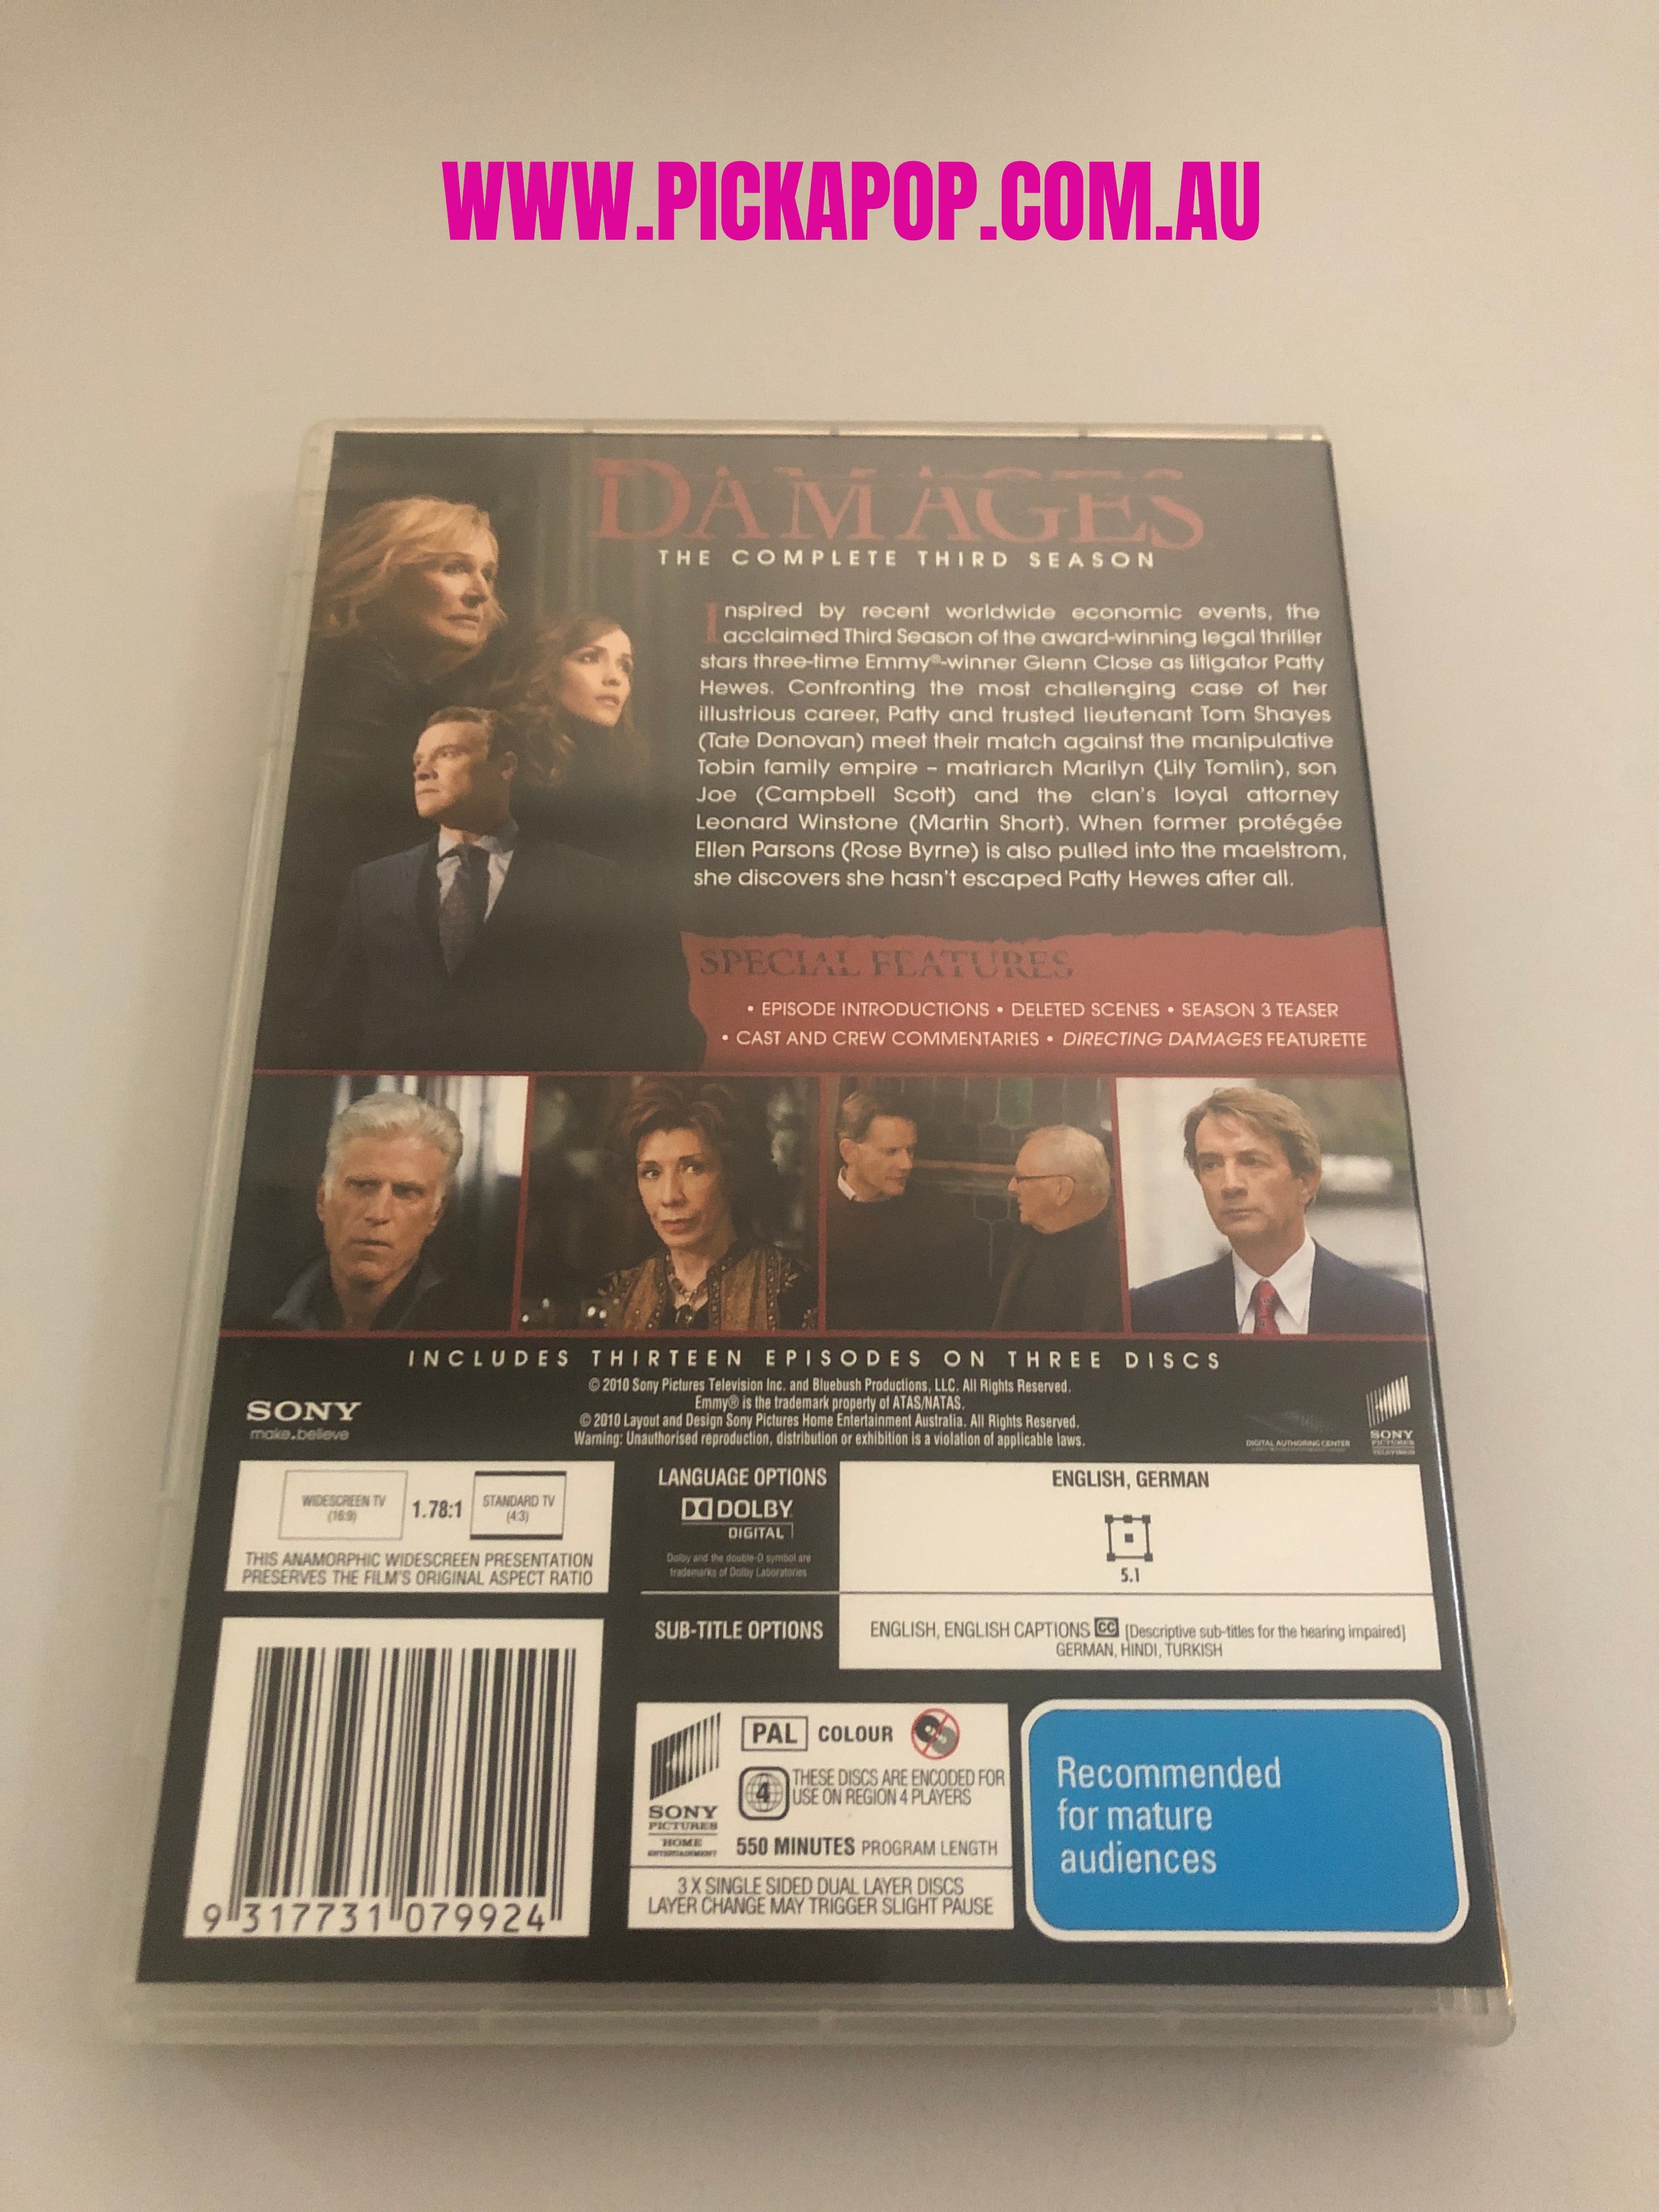 WWW.PICKAPOP.COM.AU
DAMAGES
THE COMPLETE THIRD SEASON
Inspired by recent worldwide economic events, the
acclaimed Third Season of the award-winning legal thriller
stars three-time Emmy®-winner Glenn Close as litigator Patty
Hewes. Confronting the most challenging case of her
illustrious career, Patty and trusted lieutenant Tom Shayes
(Tate Donovan) meet their match against the manipulative
Tobin family empire – matriarch Marilyn (Lily Tomlin), son
Joe (Campbell Scott) and the clan's loyal attorney
Leonard Winstone (Martin Short). When former protégée
Ellen Parsons (Rose Byrne) is also pulled into the maelstrom,
she discovers she hasn't escaped Patty Hewes after all.
SPECIAL FEATURES
• EPISODE INTRODUCTIONS • DELETED SCENES • SEASON 3 TEASER
• CAST AND CREW COMMENTARIES • DIRECTING DAMAGES FEATURETTE
INCLUDES THIRTEEN EPISODES ON THREE DISCS
© 2010 Sony Pictures Television Inc. and Bluebush Productions, LLC. All Rights Reserved.
Emmy® is the trademark property of ATAS/NATAS.
© 2010 Layout and Design Sony Pictures Home Entertainment Australia. All Rights Reserved.
Warning: Unauthorised reproduction, distribution or exhibition is a violation of applicable laws.
SONY
make.believe
DIGITAL AUTHORING CENTER
SONY
PICTURES
TELEVISION
WIDESCREEN TV
(16:9)
1.78:1
STANDARD TV
(4:3)
THIS ANAMORPHIC WIDESCREEN PRESENTATION
PRESERVES THE FILM'S ORIGINAL ASPECT RATIO
LANGUAGE OPTIONS
DOLBY
DIGITAL
Dolby and the double-D symbol are
trademarks of Dolby Laboratories
ENGLISH, GERMAN
5.1
SUB-TITLE OPTIONS
ENGLISH, ENGLISH CAPTIONS CC [Descriptive sub-titles for the hearing impaired]
GERMAN, HINDI, TURKISH
9 317731 079924
SONY
PICTURES
HOME
ENTERTAINMENT
PAL COLOUR
4
THESE DISCS ARE ENCODED FOR
USE ON REGION 4 PLAYERS
550 MINUTES PROGRAM LENGTH
3 X SINGLE SIDED DUAL LAYER DISCS
LAYER CHANGE MAY TRIGGER SLIGHT PAUSE
Recommended
for mature
audiences